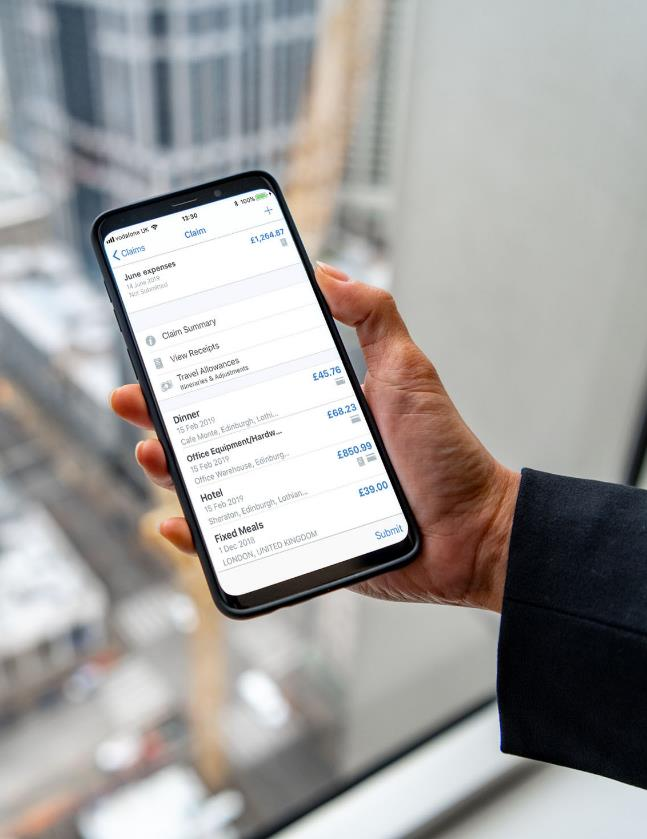 vodafone UK 13:30 100%
Claims Claim +
June expenses £1,264.87
14 June 2019
Not Submitted
Claim Summary
View Receipts
Travel Allowances
Itineraries & Adjustments
Dinner £45.76
15 Feb 2019
Cafe Monte, Edinburgh, Lothi...
Office Equipment/Hardw... £68.23
15 Feb 2019
Office Warehouse, Edinburg...
Hotel £850.99
15 Feb 2019
Sheraton, Edinburgh, Lothian...
Fixed Meals £39.00
1 Dec 2018
LONDON, UNITED KINGDOM
Submit